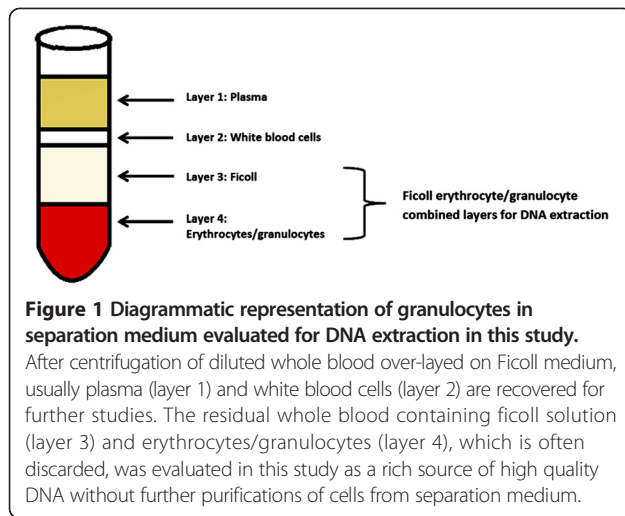 Layer 1: Plasma
Layer 2: White blood cells
Layer 3: Ficoll
Layer 4:
Erythrocytes/granulocytes
Ficoll erythrocyte/granulocyte
combined layers for DNA extraction
Figure 1 Diagrammatic representation of granulocytes in
separation medium evaluated for DNA extraction in this study.
After centrifugation of diluted whole blood over-layed on Ficoll medium,
usually plasma (layer 1) and white blood cells (layer 2) are recovered for
further studies. The residual whole blood containing ficoll solution
(layer 3) and erythrocytes/granulocytes (layer 4), which is often
discarded, was evaluated in this study as a rich source of high quality
DNA without further purifications of cells from separation medium.